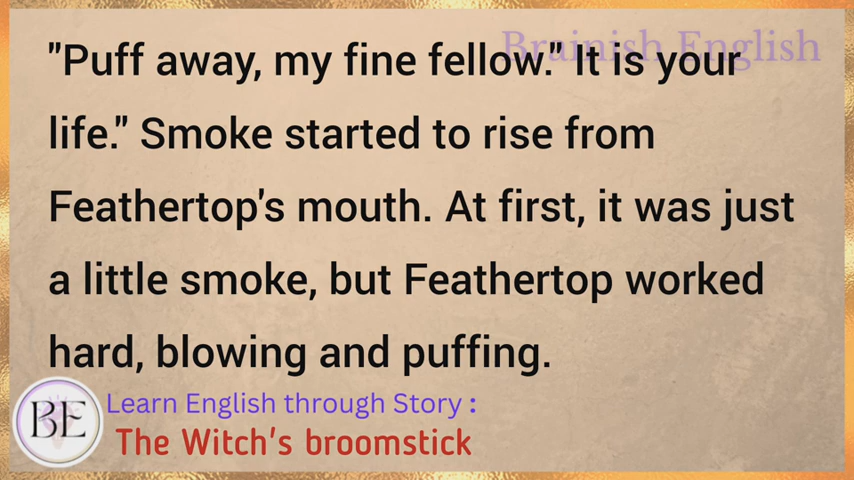 Brainish English
"Puff away, my fine fellow." It is your
life." Smoke started to rise from
Feathertop's mouth. At first, it was just
a little smoke, but Feathertop worked
hard, blowing and puffing.
BE
Learn English through Story :
The Witch's broomstick